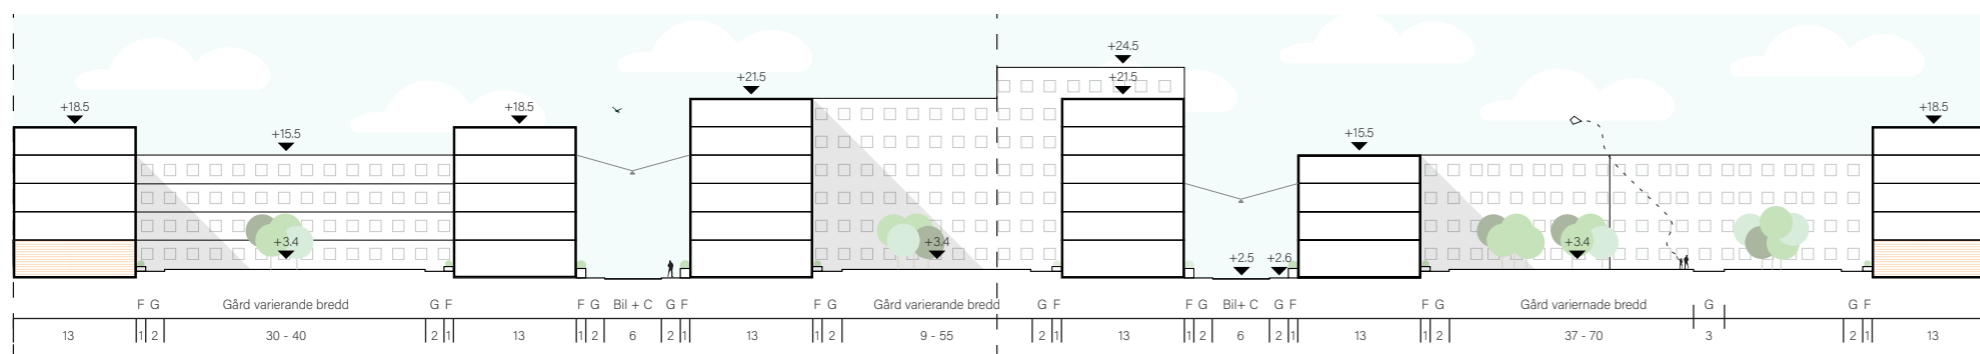 +24.5
+21.5 +21.5
+18.5 +18.5 +18.5
+15.5 +15.5
+3.4 +3.4 +3.4
+2.5 +2.6
F G Gård varierande bredd G F F G Bil + C G F F G Gård varierande bredd G F F G Bil+ C G F F G Gård variernade bredd G G F
13 1 2 30 - 40 2 1 13 1 2 6 2 1 13 1 2 9 - 55 2 1 13 1 2 6 2 1 13 1 2 37 - 70 3 2 1 13